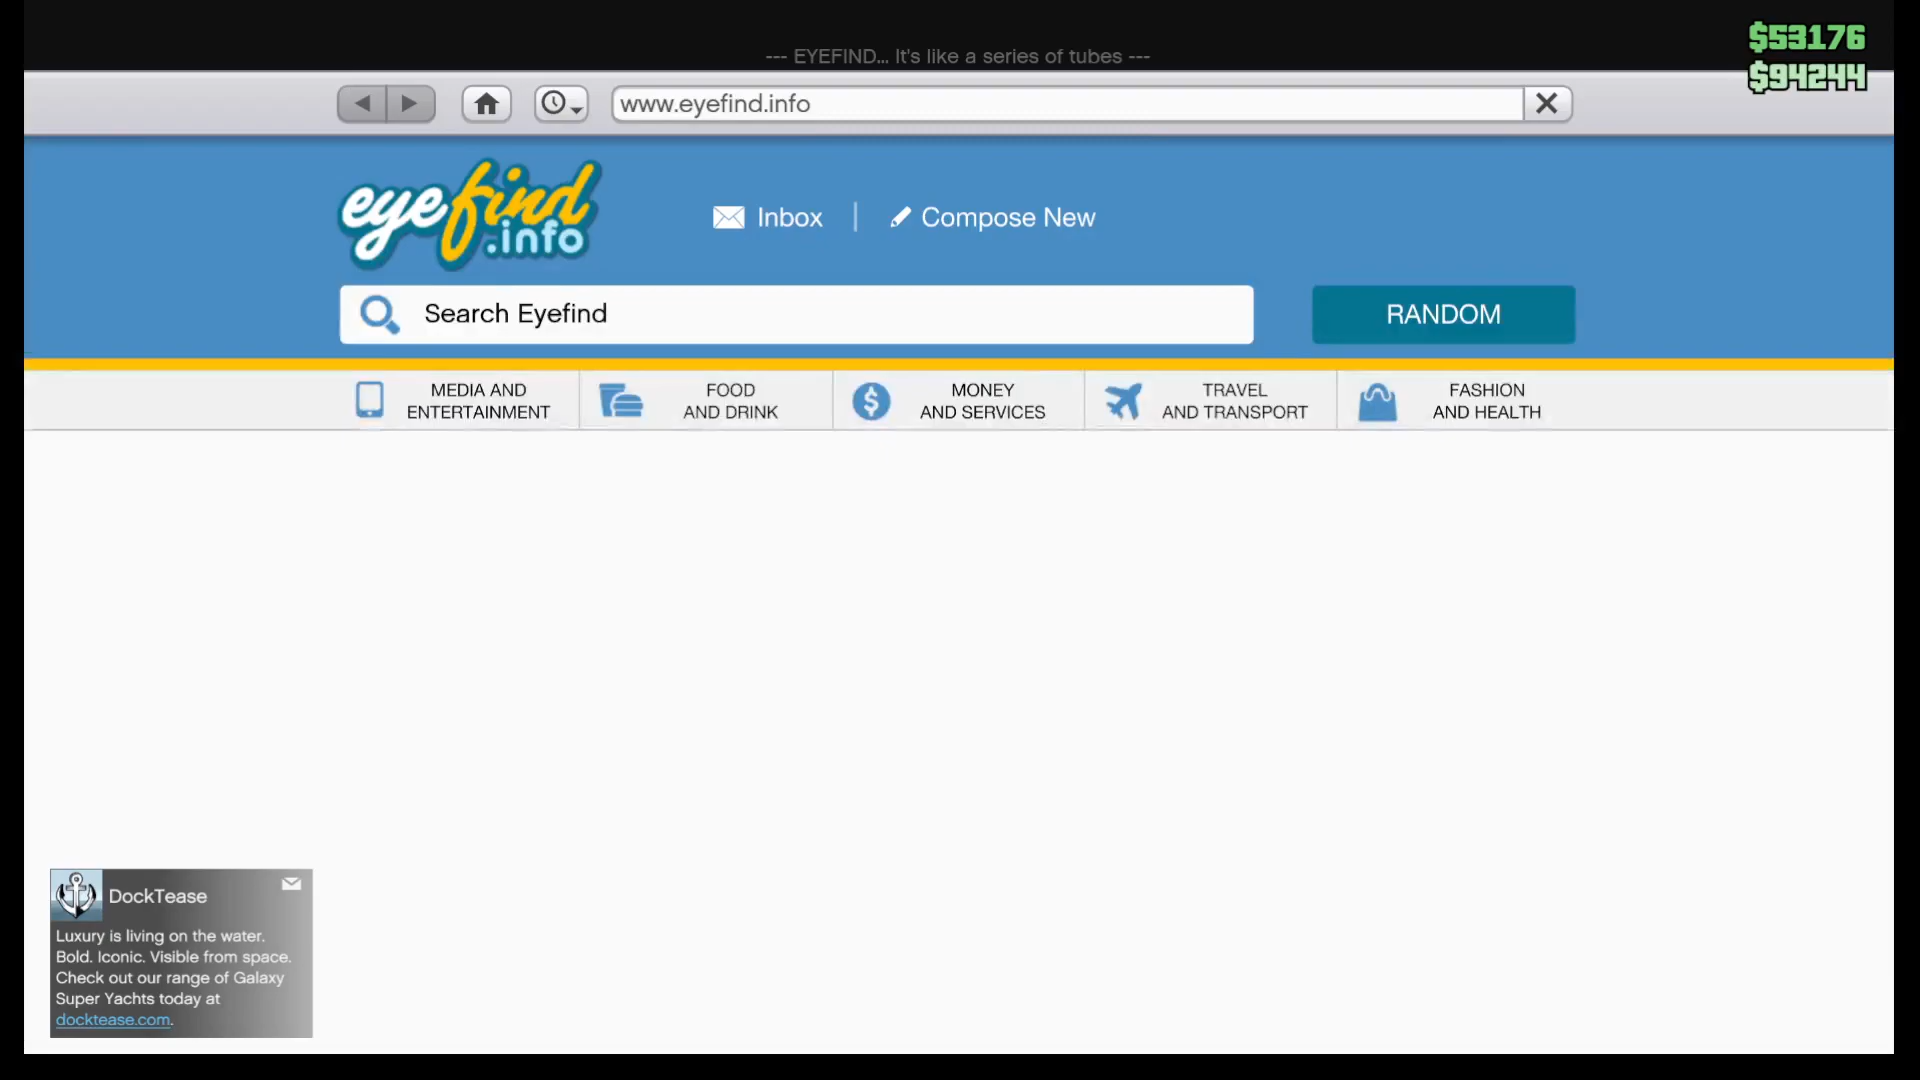 --- EYEFIND... It's like a series of tubes ---
$53176
$94244
www.eyefind.info
eyefind
.info
Inbox
Compose New
Search Eyefind
RANDOM
MEDIA AND
ENTERTAINMENT
FOOD
AND DRINK
MONEY
AND SERVICES
TRAVEL
AND TRANSPORT
FASHION
AND HEALTH
DockTease
Luxury is living on the water.
Bold. Iconic. Visible from space.
Check out our range of Galaxy
Super Yachts today at
docktease.com.